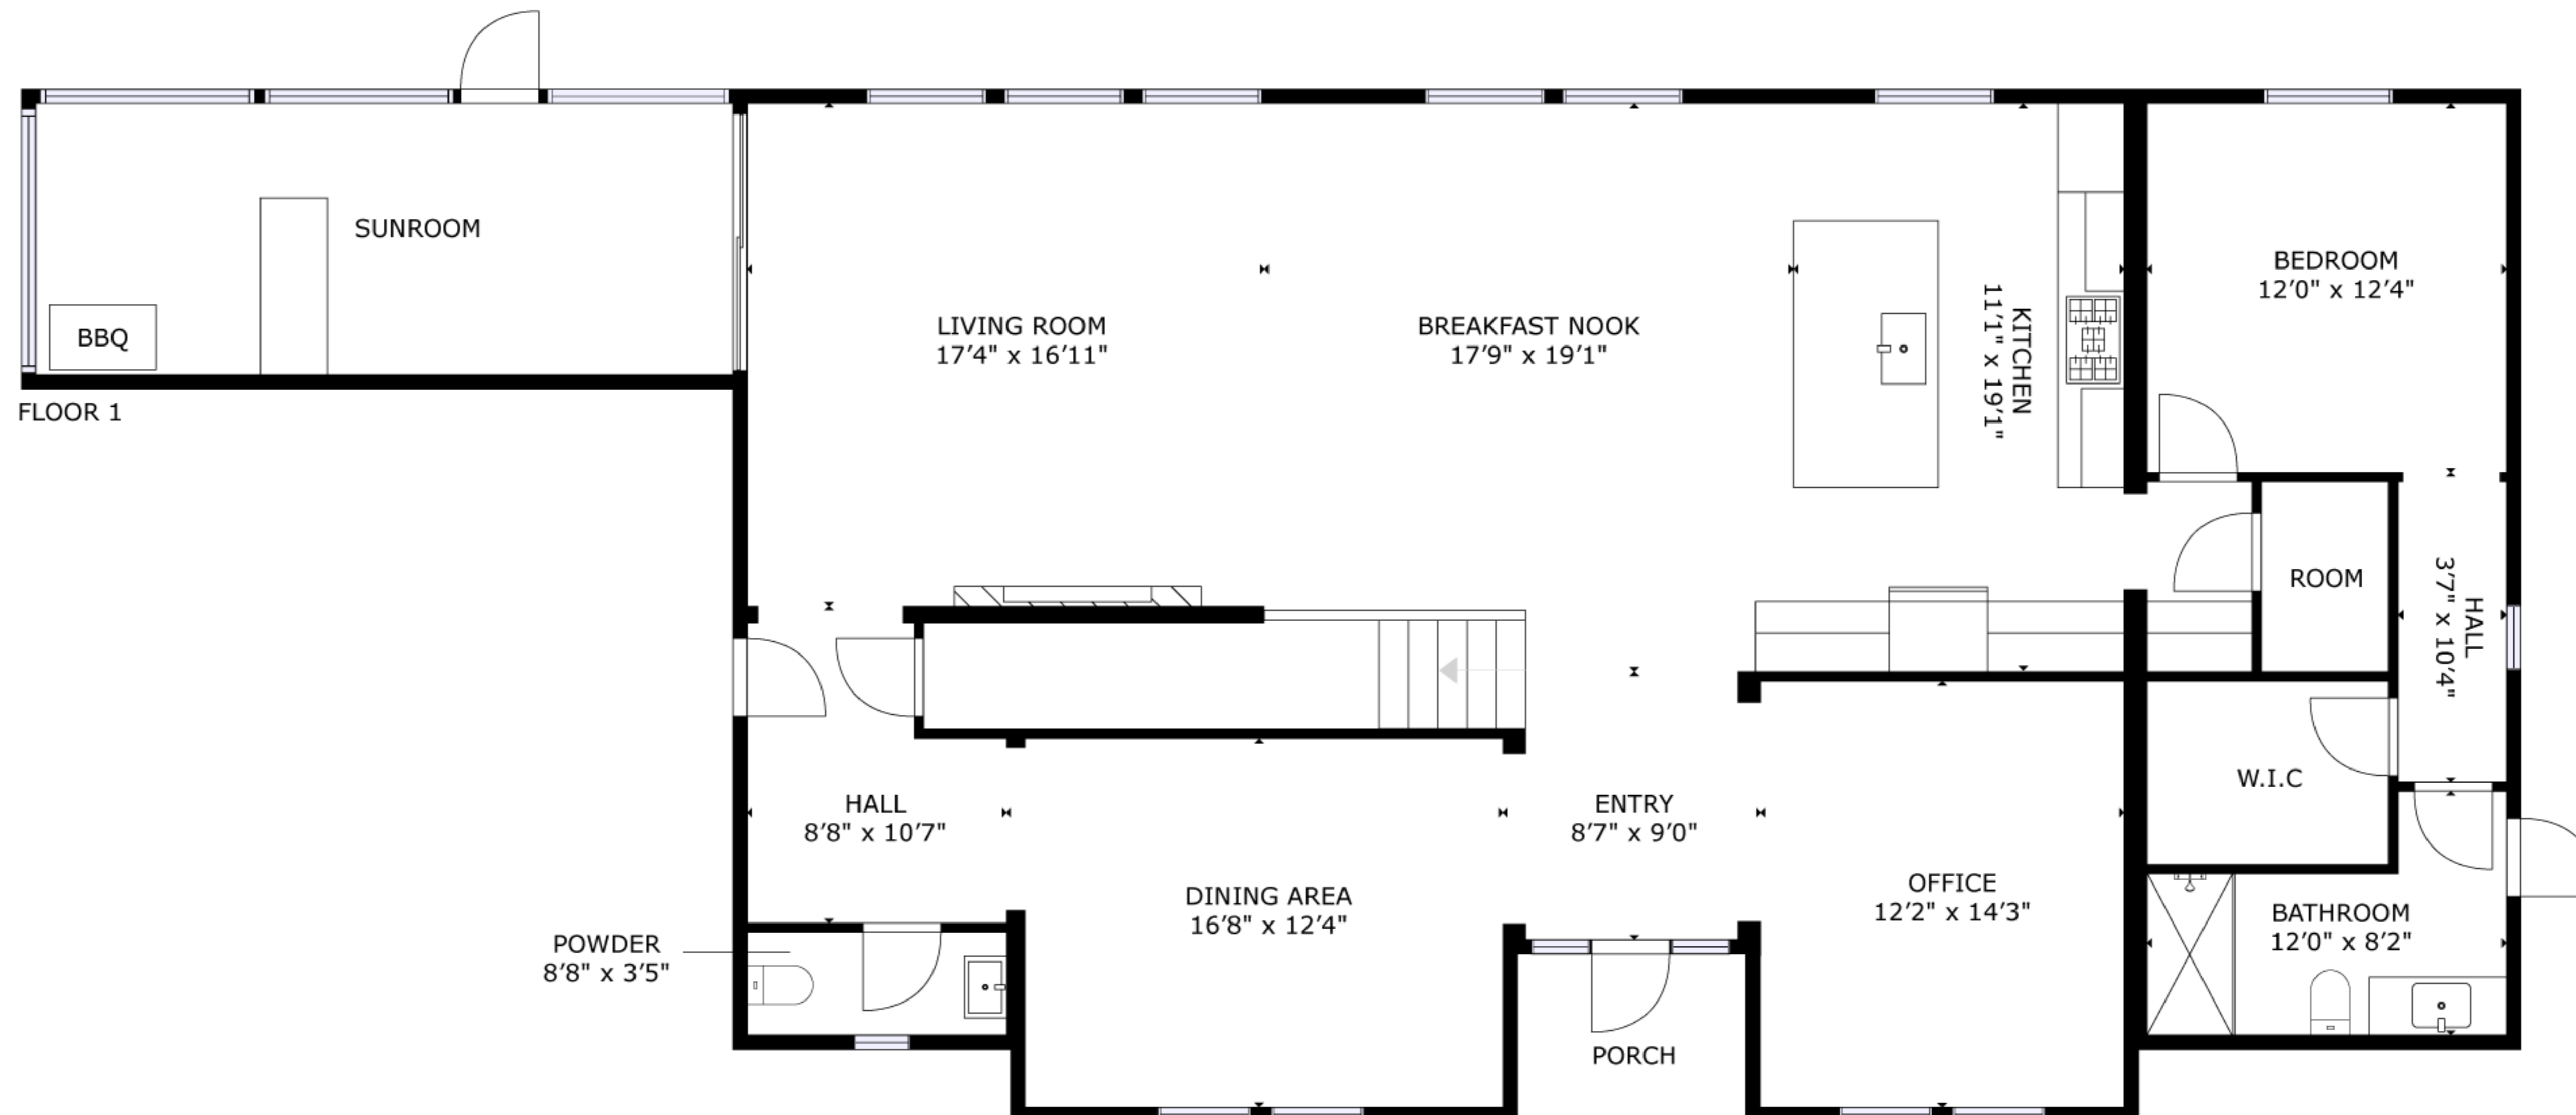 SUNROOM
BBQ
FLOOR 1
LIVING ROOM
17'4" x 16'11"
BREAKFAST NOOK
17'9" x 19'1"
KITCHEN
11'1" x 19'1"
BEDROOM
12'0" x 12'4"
ROOM
HALL
3'7" x 10'4"
W.I.C
HALL
8'8" x 10'7"
ENTRY
8'7" x 9'0"
DINING AREA
16'8" x 12'4"
OFFICE
12'2" x 14'3"
BATHROOM
12'0" x 8'2"
POWDER
8'8" x 3'5"
PORCH